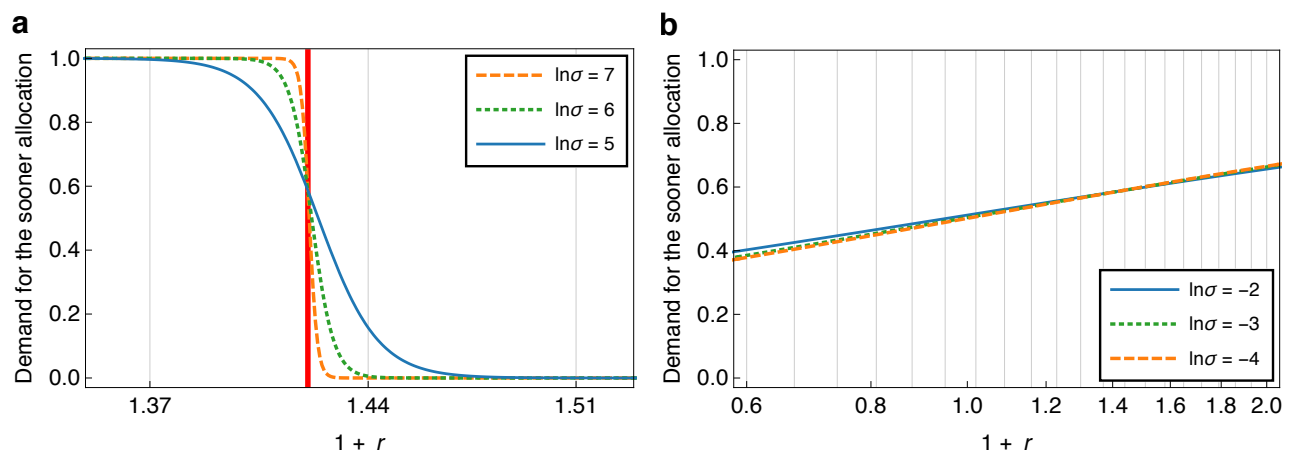 a
Demand for the sooner allocation
1.0
0.8
0.6
0.4
0.2
0.0
lnσ = 7
lnσ = 6
lnσ = 5
1.37
1.44
1.51
1 + r
b
Demand for the sooner allocation
1.0
0.8
0.6
0.4
0.2
0.0
lnσ = −2
lnσ = −3
lnσ = −4
0.6
0.8
1.0
1.2
1.4
1.6
1.8
2.0
1 + r